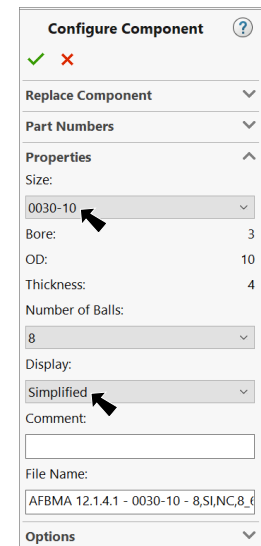 Configure Component
?
Replace Component
Part Numbers
Properties
Size:
0030-10
Bore: 3
OD: 10
Thickness: 4
Number of Balls:
8
Display:
Simplified
Comment:
File Name:
AFBMA 12.1.4.1 - 0030-10 - 8,SI,NC,8_6
Options